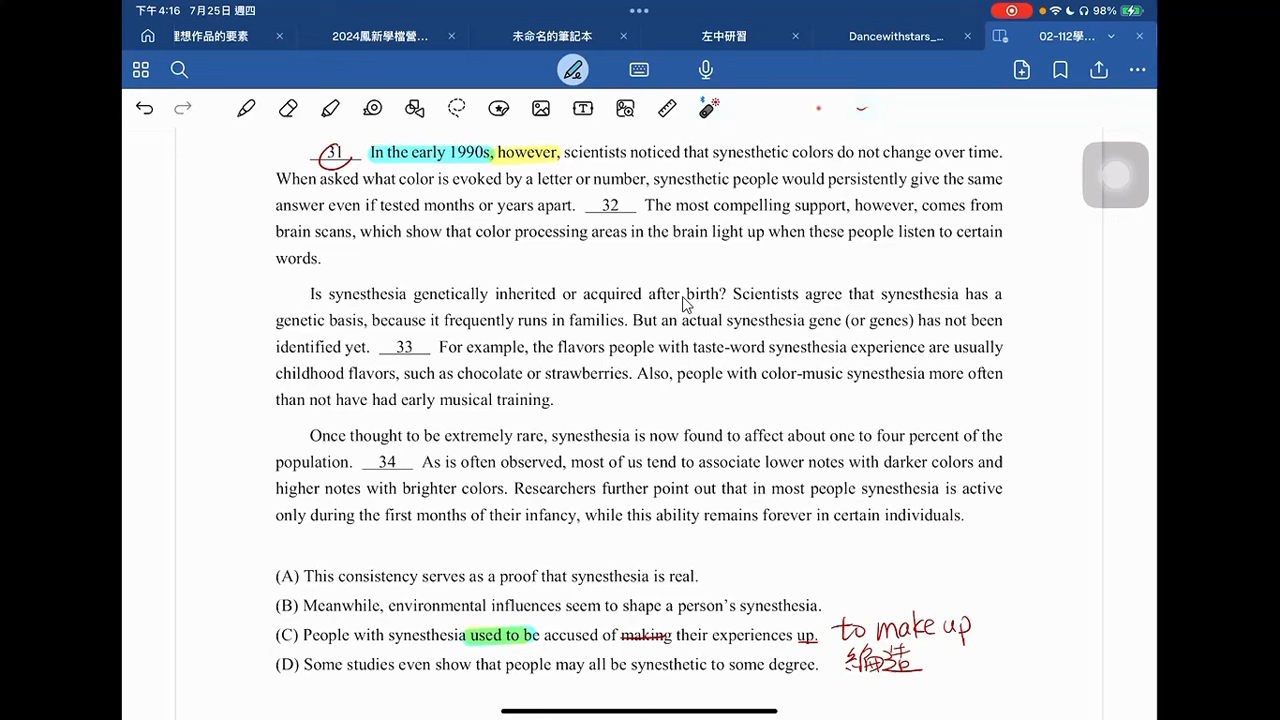 下午4:16 7月25日 週四
98%
理想作品的要素
2024鳳新學檔營...
未命名的筆記本
左中研習
Dancewithstars_...
02-112學...
31 In the early 1990s, however, scientists noticed that synesthetic colors do not change over time.
When asked what color is evoked by a letter or number, synesthetic people would persistently give the same
answer even if tested months or years apart. 32 The most compelling support, however, comes from
brain scans, which show that color processing areas in the brain light up when these people listen to certain
words.
Is synesthesia genetically inherited or acquired after birth? Scientists agree that synesthesia has a
genetic basis, because it frequently runs in families. But an actual synesthesia gene (or genes) has not been
identified yet. 33 For example, the flavors people with taste-word synesthesia experience are usually
childhood flavors, such as chocolate or strawberries. Also, people with color-music synesthesia more often
than not have had early musical training.
Once thought to be extremely rare, synesthesia is now found to affect about one to four percent of the
population. 34 As is often observed, most of us tend to associate lower notes with darker colors and
higher notes with brighter colors. Researchers further point out that in most people synesthesia is active
only during the first months of their infancy, while this ability remains forever in certain individuals.
(A) This consistency serves as a proof that synesthesia is real.
(B) Meanwhile, environmental influences seem to shape a person's synesthesia.
(C) People with synesthesia used to be accused of making their experiences up. to make up
(D) Some studies even show that people may all be synesthetic to some degree. 編造